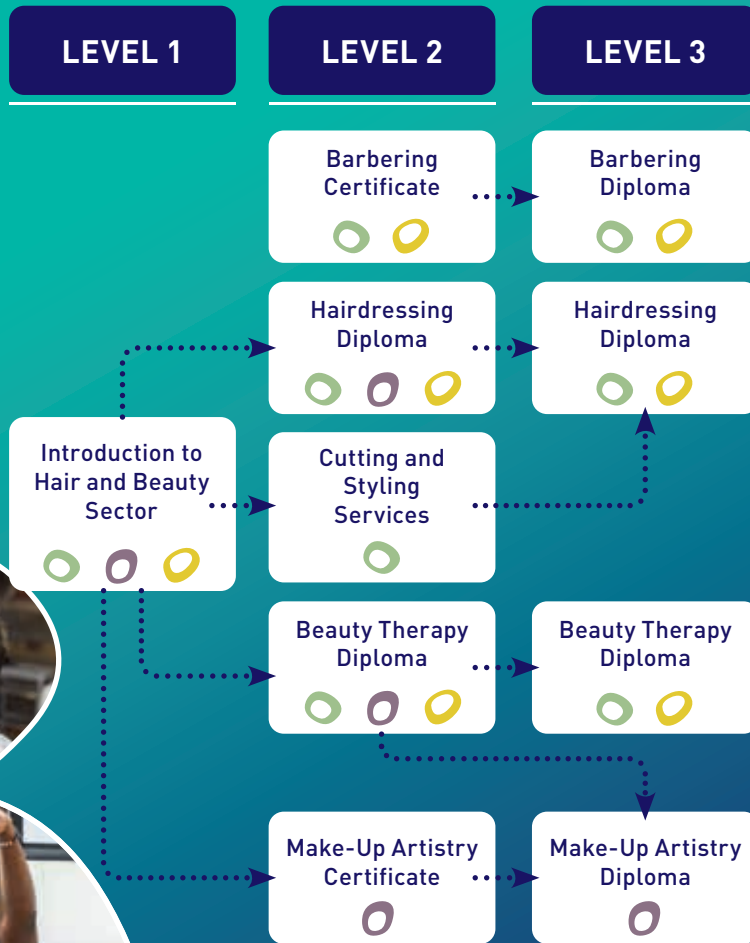 LEVEL 1
LEVEL 2
LEVEL 3
Barbering
Certificate
Barbering
Diploma
Hairdressing
Diploma
Hairdressing
Diploma
Introduction to
Hair and Beauty
Sector
Cutting and
Styling
Services
Beauty Therapy
Diploma
Beauty Therapy
Diploma
Make-Up Artistry
Certificate
Make-Up Artistry
Diploma